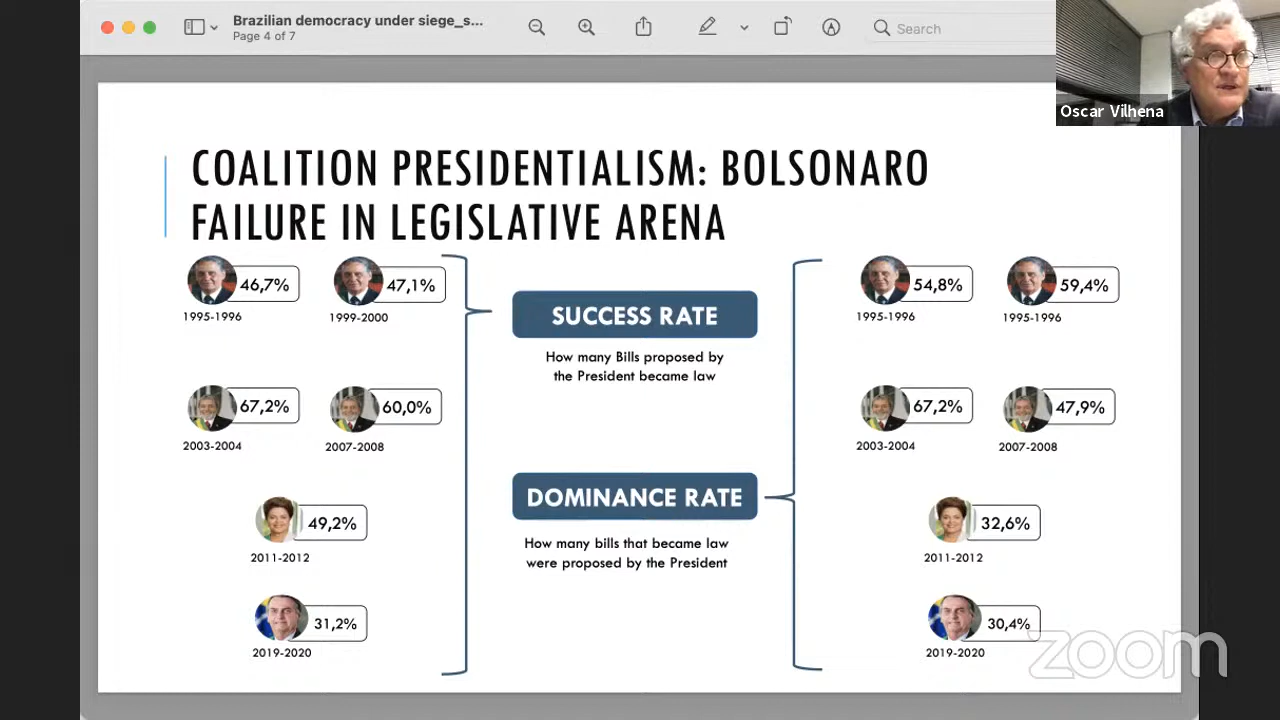 Brazilian democracy under siege_s...
Page 4 of 7
Search
Oscar Vilhena
COALITION PRESIDENTIALISM: BOLSONARO
FAILURE IN LEGISLATIVE ARENA
46,7%
47,1%
1995-1996
1999-2000
67,2%
60,0%
2003-2004
2007-2008
49,2%
2011-2012
31,2%
2019-2020
SUCCESS RATE
How many Bills proposed by
the President became law
DOMINANCE RATE
How many bills that became law
were proposed by the President
54,8%
59,4%
1995-1996
1995-1996
67,2%
47,9%
2003-2004
2007-2008
32,6%
2011-2012
30,4%
2019-2020
zoom